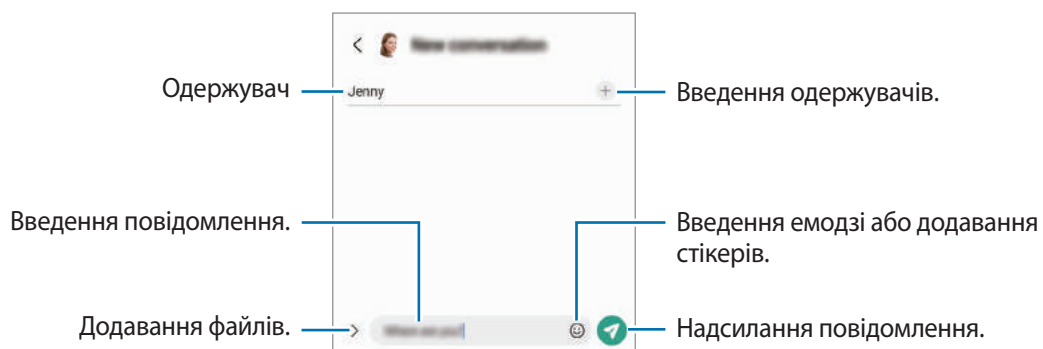 New conversation
Одержувач
Jenny
Введення одержувачів.
Введення повідомлення.
Введення емодзі або додавання
стікерів.
Додавання файлів.
Where are you?
Надсилання повідомлення.